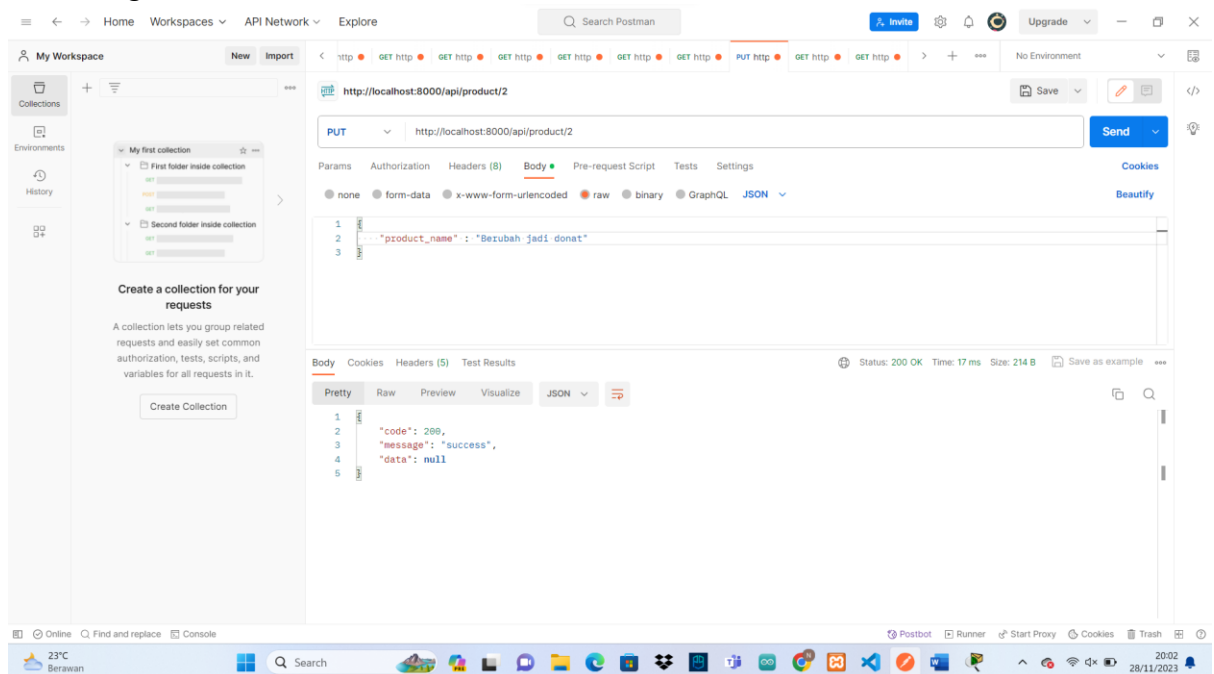 Home Workspaces API Network Explore Search Postman Invite Upgrade
My Workspace New Import http GET http GET http GET http GET http GET http GET http PUT http GET http GET http No Environment
Collections
Environments
History
http://localhost:8000/api/product/2 Save
PUT http://localhost:8000/api/product/2 Send
Params Authorization Headers (8) Body Pre-request Script Tests Settings Cookies
none form-data x-www-form-urlencoded raw binary GraphQL JSON Beautify
1 {
2 "product_name" : "Berubah jadi donat"
3 }
My first collection
First folder inside collection
GET
POST
GET
Second folder inside collection
GET
GET
Create a collection for your
requests
A collection lets you group related
requests and easily set common
authorization, tests, scripts, and
variables for all requests in it.
Create Collection
Body Cookies Headers (5) Test Results Status: 200 OK Time: 17 ms Size: 214 B Save as example
Pretty Raw Preview Visualize JSON
1 {
2 "code": 200,
3 "message": "success",
4 "data": null
5 }
Online Find and replace Console Postbot Runner Start Proxy Cookies Trash
23°C
Berawan
Search
20:02
28/11/2023